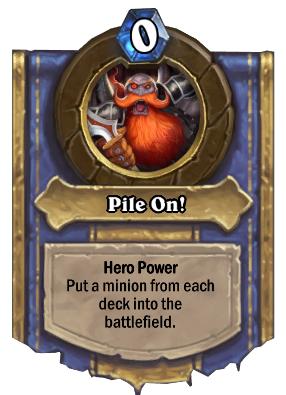 0
Pile On!
Hero Power
Put a minion from each
deck into the
battlefield.